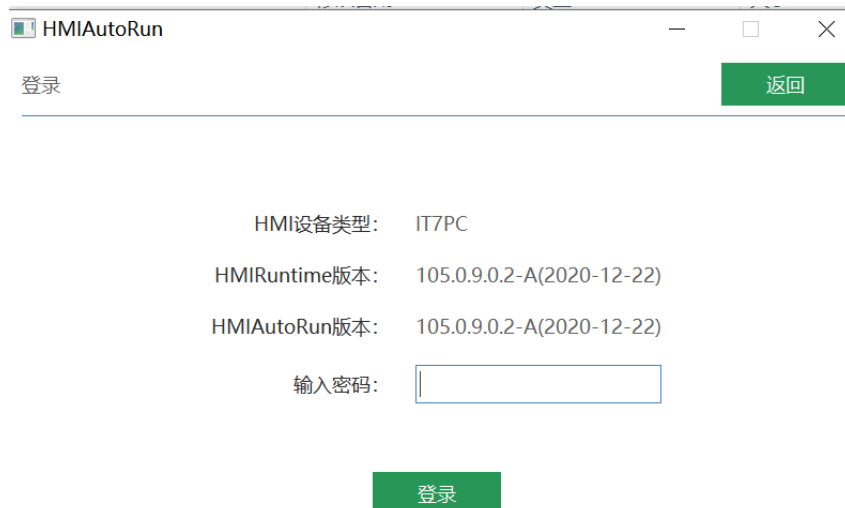 HMIAutoRun
登录 返回
HMI设备类型： IT7PC
HMIRuntime版本： 105.0.9.0.2-A(2020-12-22)
HMIAutoRun版本： 105.0.9.0.2-A(2020-12-22)
输入密码：
登录